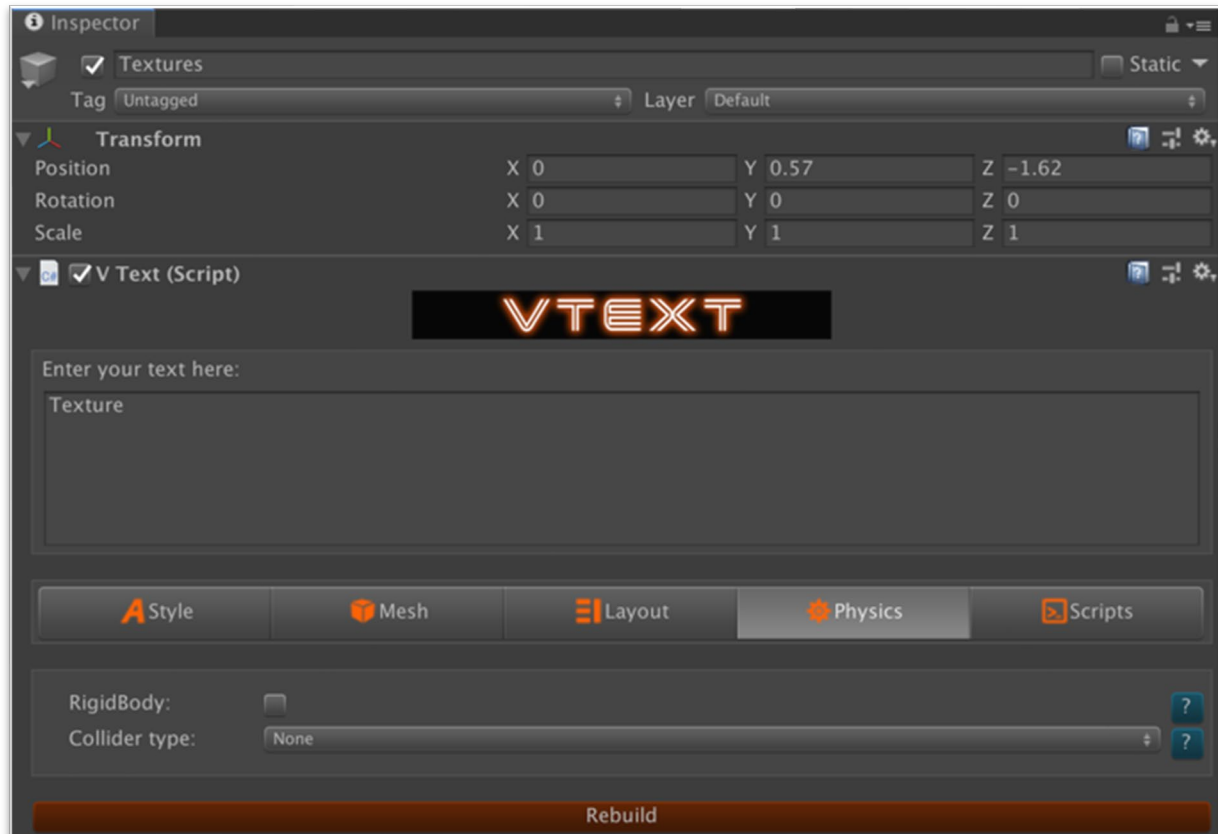 Inspector
Textures
Static
Tag Untagged Layer Default
Transform
Position X 0 Y 0.57 Z -1.62
Rotation X 0 Y 0 Z 0
Scale X 1 Y 1 Z 1
C# V Text (Script)
VTEXT
Enter your text here:
Texture
Style Mesh Layout Physics Scripts
RigidBody: ?
Collider type: None ?
Rebuild